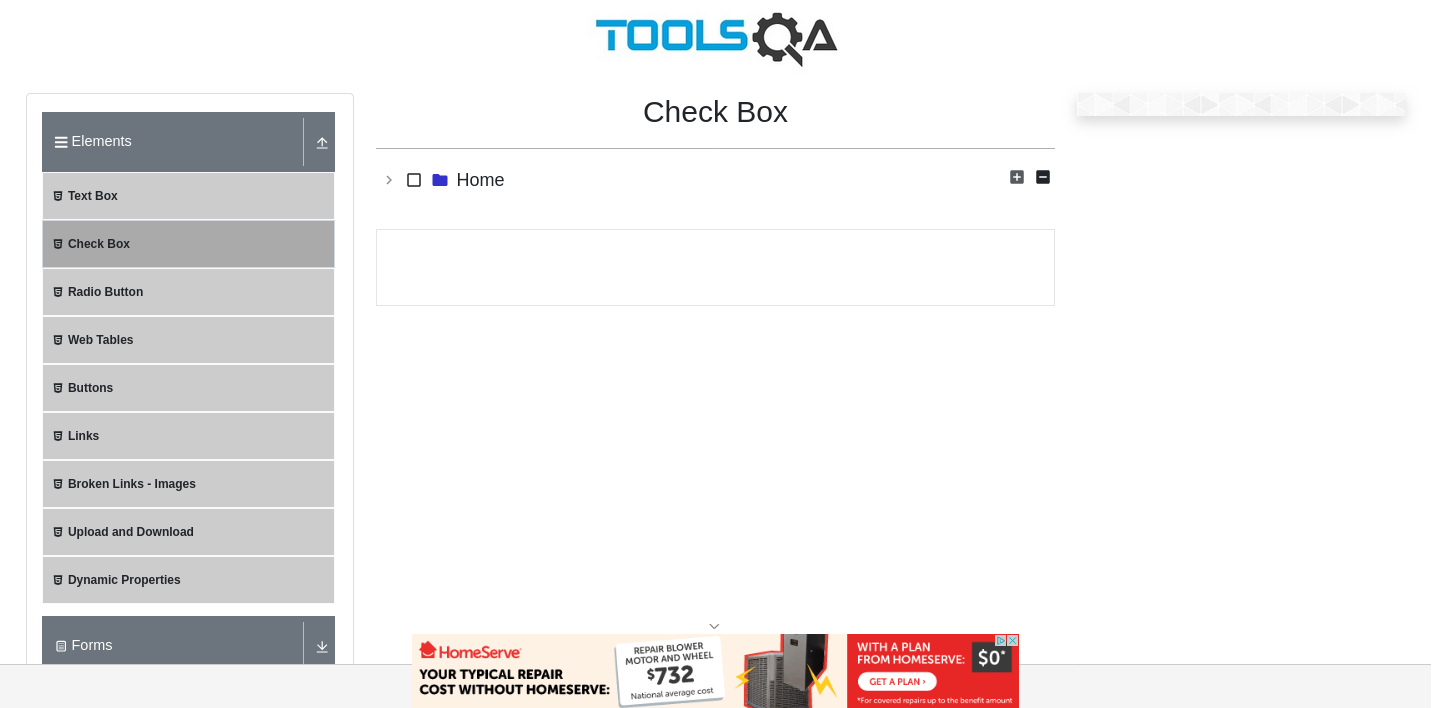 TOOLSQA
Elements
Text Box
Check Box
Radio Button
Web Tables
Buttons
Links
Broken Links - Images
Upload and Download
Dynamic Properties
Forms
Check Box
Home
HomeServe
YOUR TYPICAL REPAIR
COST WITHOUT HOMESERVE:
REPAIR BLOWER
MOTOR AND WHEEL
$732
National average cost
WITH A PLAN
FROM HOMESERVE:
$0*
GET A PLAN ›
*For covered repairs up to the benefit amount